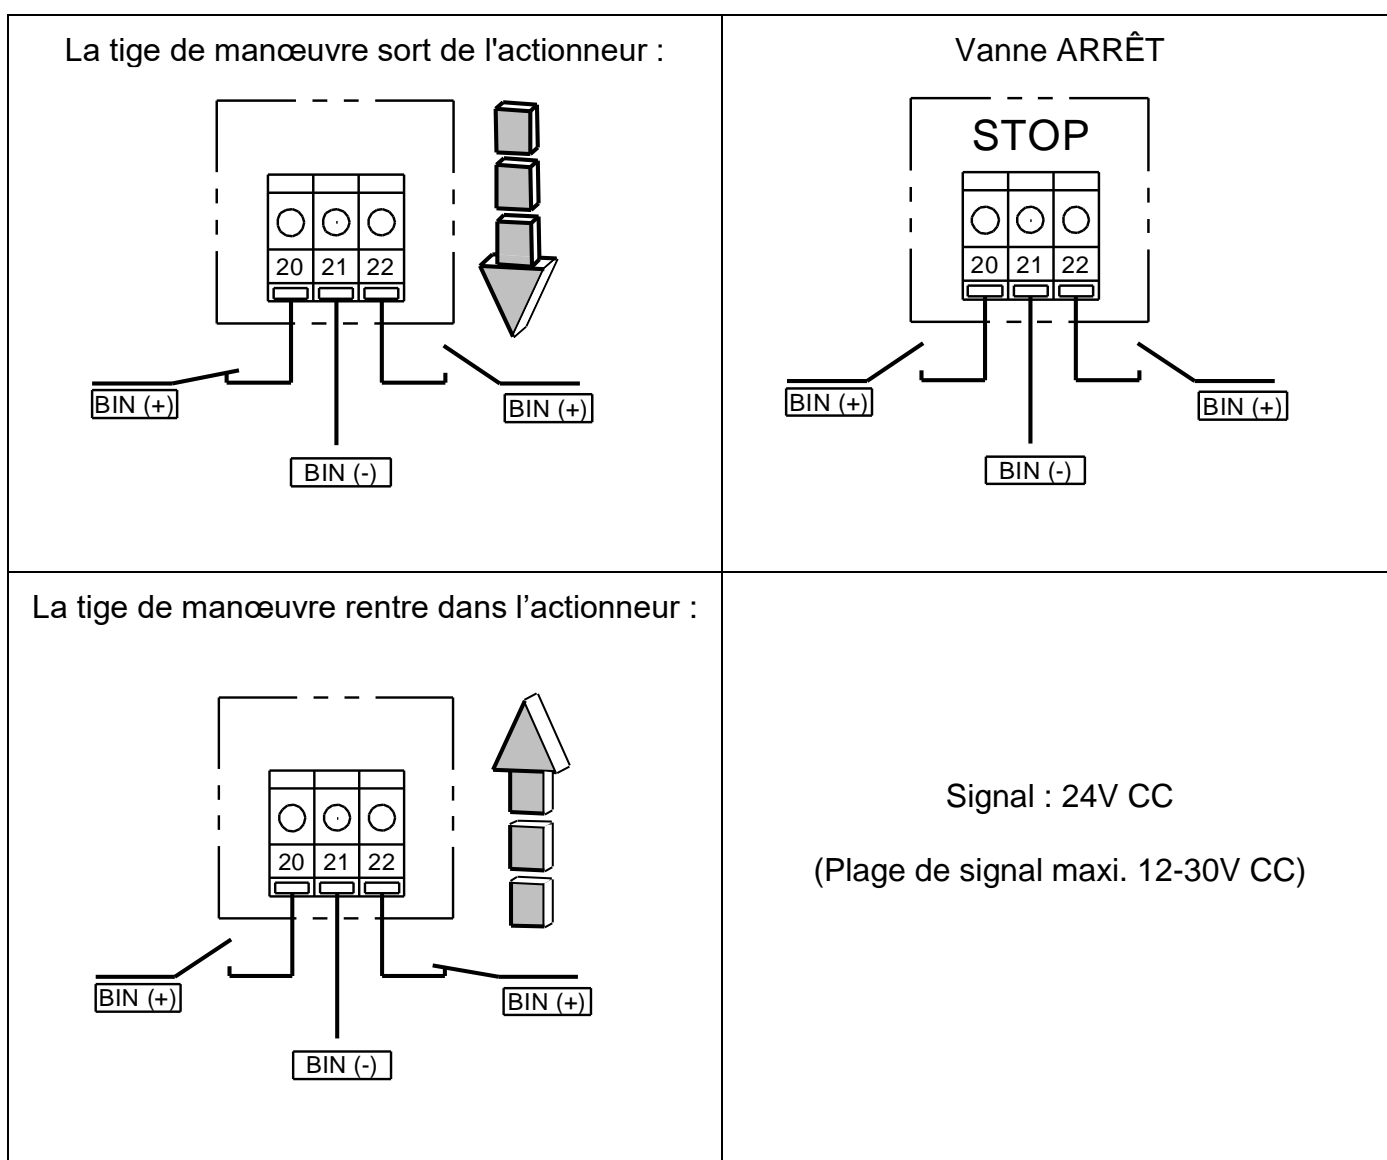 La tige de manœuvre sort de l'actionneur :
20 21 22
BIN (+)
BIN (+)
BIN (-)
Vanne ARRÊT
STOP
20 21 22
BIN (+)
BIN (+)
BIN (-)
La tige de manœuvre rentre dans l’actionneur :
20 21 22
BIN (+)
BIN (+)
BIN (-)
Signal : 24V CC
(Plage de signal maxi. 12-30V CC)